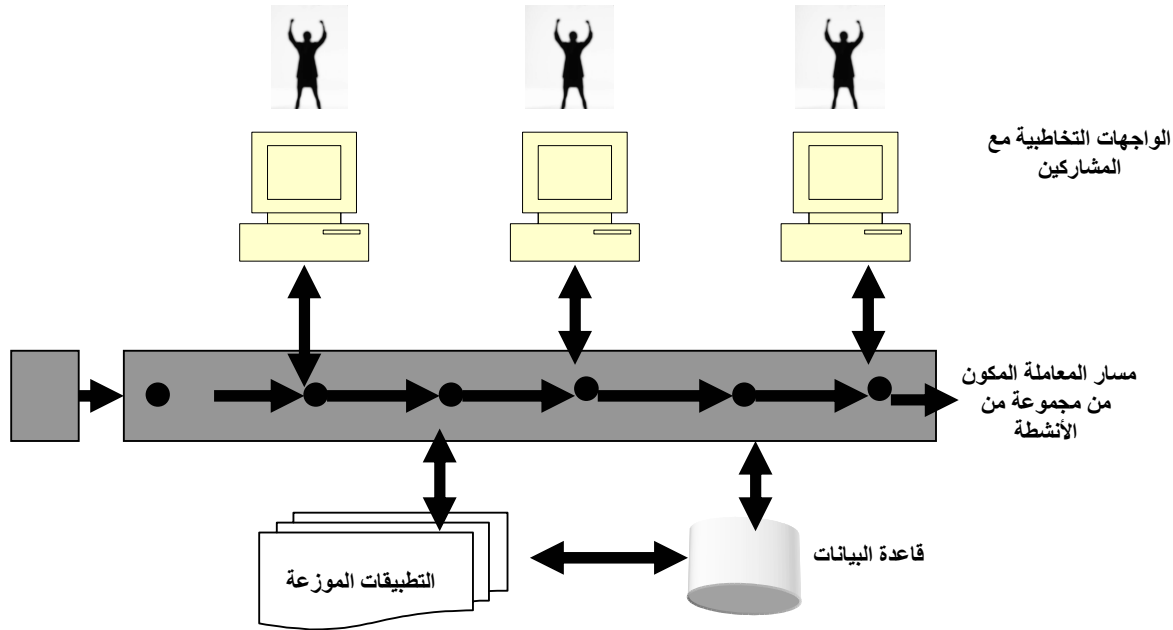 الواجهات التخاطبية مع
المشاركين
مسار المعاملة المكون
من مجموعة من
الأنشطة
قاعدة البيانات
التطبيقات الموزعة